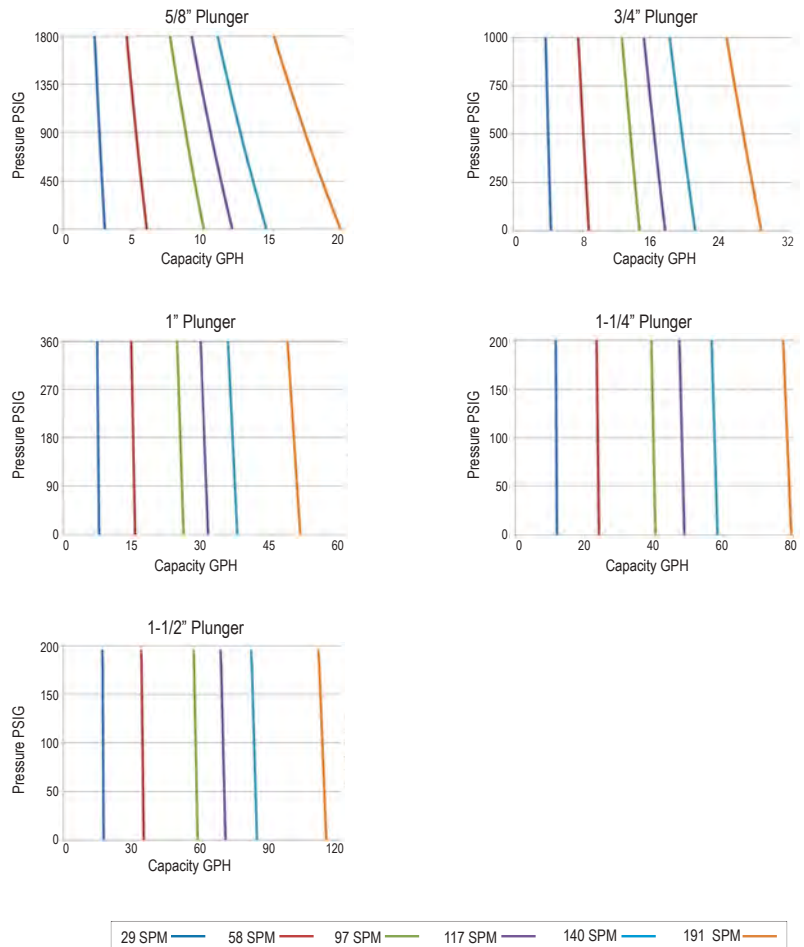 5/8” Plunger
Pressure PSIG
1800
1350
900
450
0
0 5 10 15 20
Capacity GPH
3/4” Plunger
Pressure PSIG
1000
750
500
250
0
0 8 16 24 32
Capacity GPH
1” Plunger
Pressure PSIG
360
270
180
90
0
0 15 30 45 60
Capacity GPH
1-1/4” Plunger
Pressure PSIG
200
150
100
50
0
0 20 40 60 80
Capacity GPH
1-1/2” Plunger
Pressure PSIG
200
150
100
50
0
0 30 60 90 120
Capacity GPH
29 SPM 58 SPM 97 SPM 117 SPM 140 SPM 191 SPM